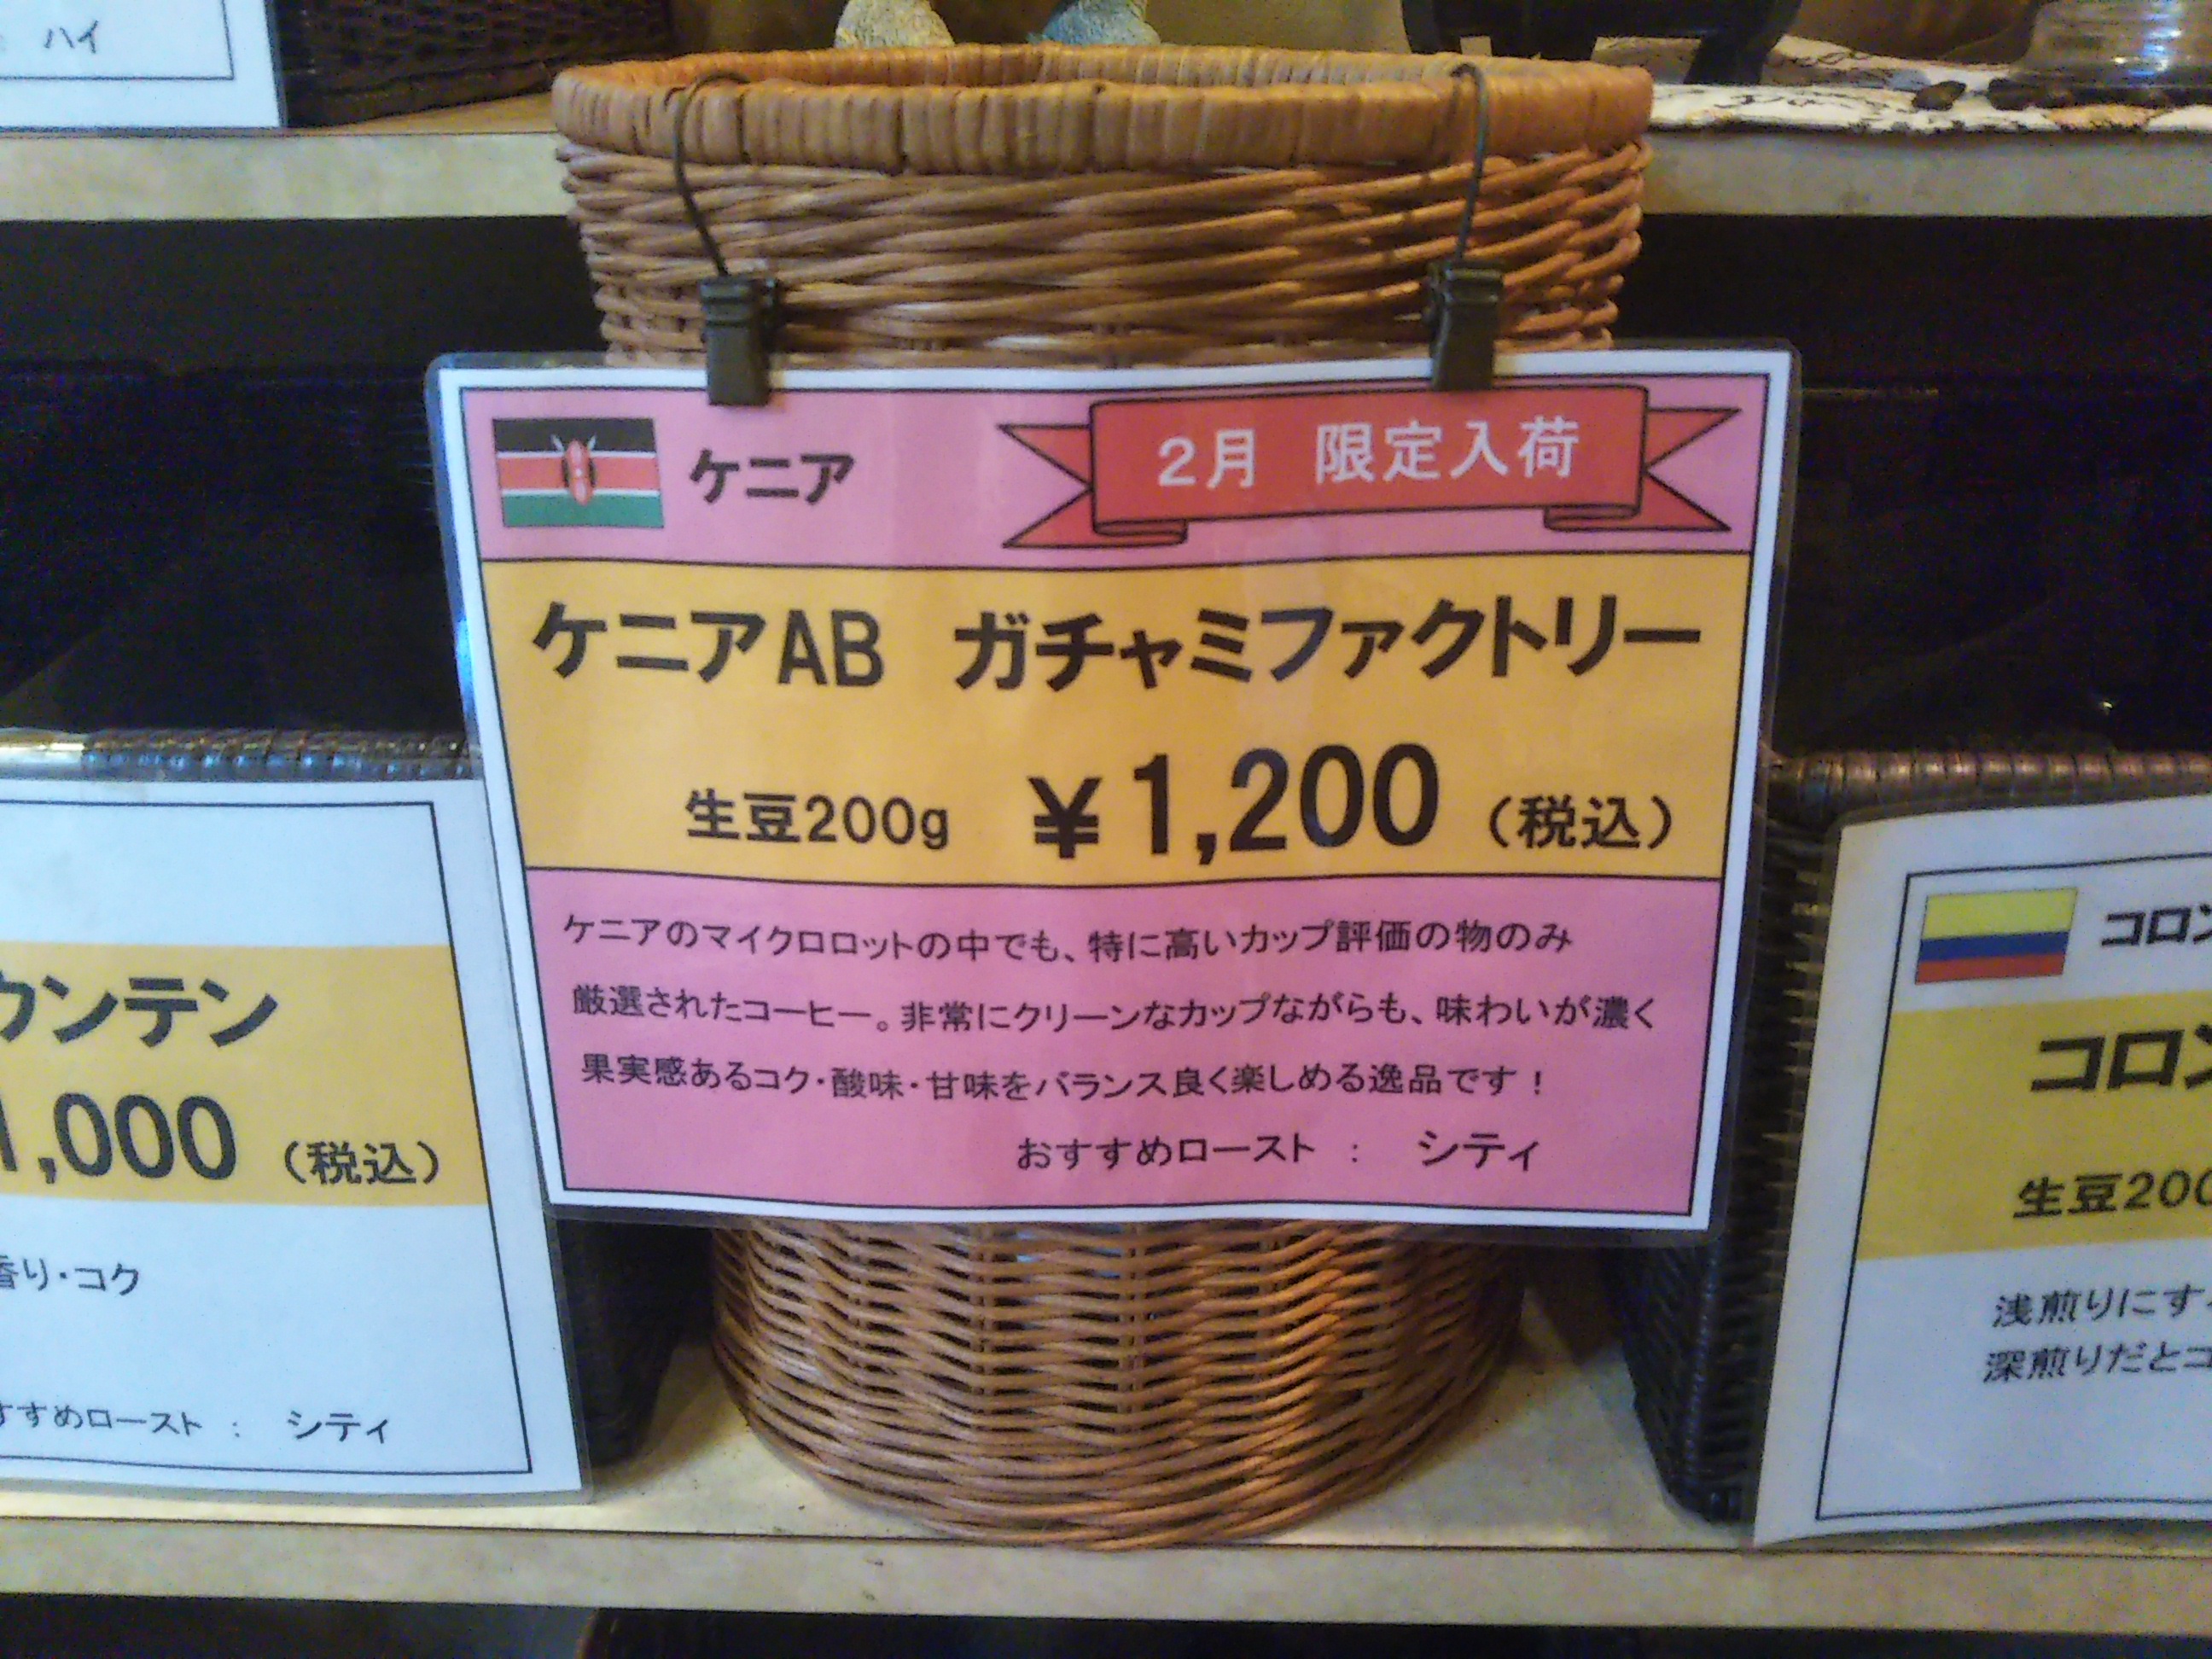 ハイ
ケニア
2月 限定入荷
ケニアAB ガチャミファクトリー
生豆200g ¥1,200 (税込)
ケニアのマイクロロットの中でも、特に高いカップ評価の物のみ
厳選されたコーヒー。非常にクリーンなカップながらも、味わいが濃く
果実感あるコク・酸味・甘味をバランス良く楽しめる逸品です!
おすすめロースト : シティ
ウンテン
1,000 (税込)
香り・コク
すすめロースト : シティ
コロン
コロン
生豆200
浅煎りにす
深煎りだとコ